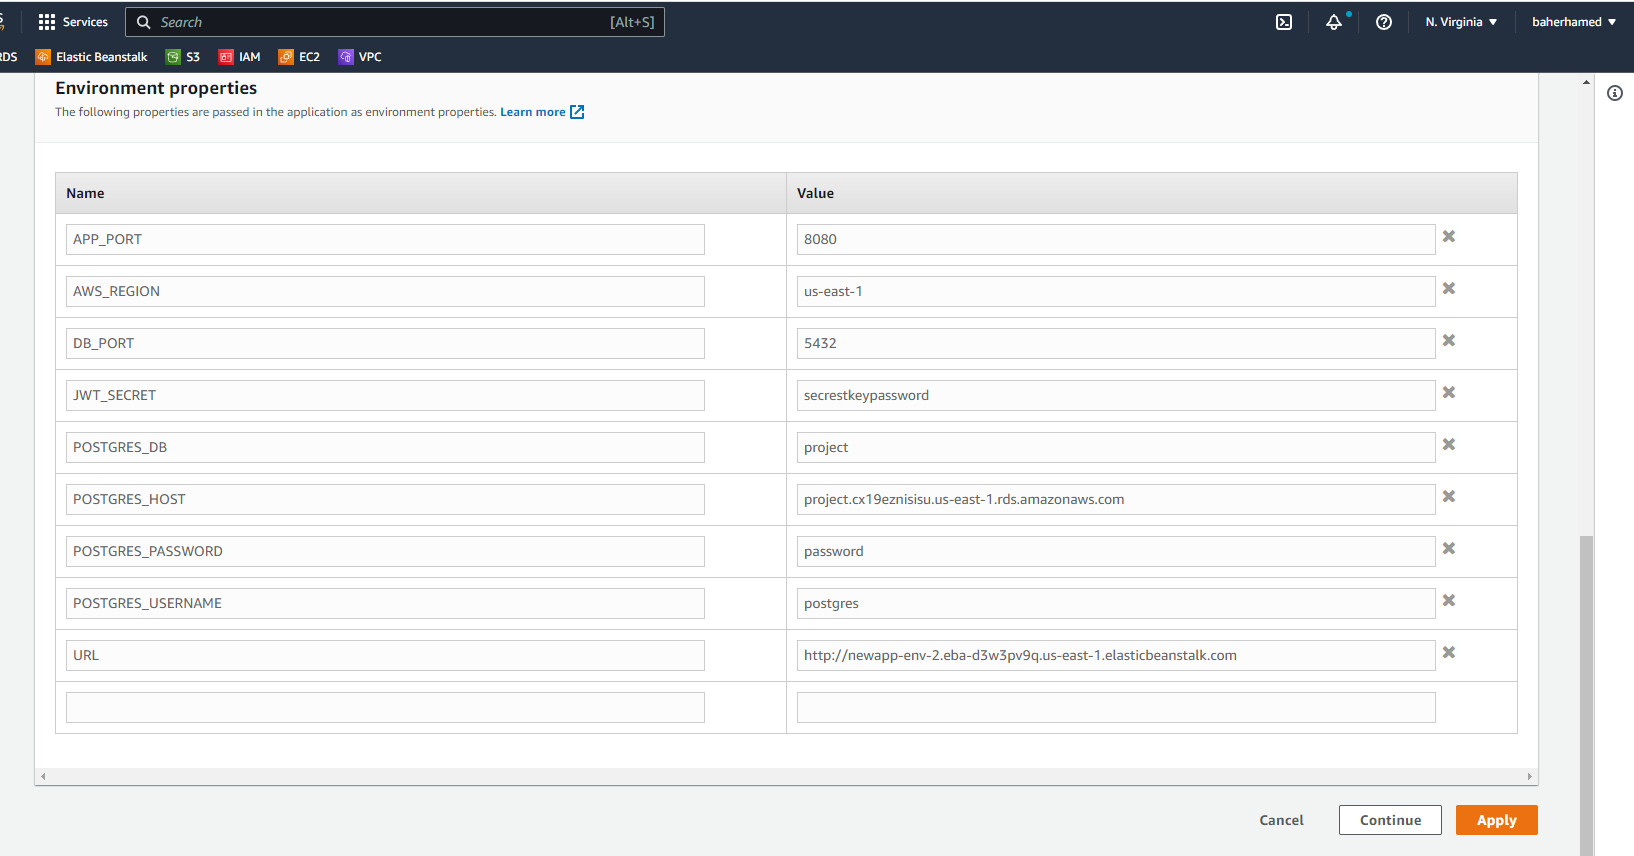 Services
Search [Alt+S]
N. Virginia
baherhamed
Elastic Beanstalk S3 IAM EC2 VPC
Environment properties
The following properties are passed in the application as environment properties. Learn more
Name Value
APP_PORT 8080
AWS_REGION us-east-1
DB_PORT 5432
JWT_SECRET secrestkeypassword
POSTGRES_DB project
POSTGRES_HOST project.cx19eznisisu.us-east-1.rds.amazonaws.com
POSTGRES_PASSWORD password
POSTGRES_USERNAME postgres
URL http://newapp-env-2.eba-d3w3pv9q.us-east-1.elasticbeanstalk.com
Cancel Continue Apply